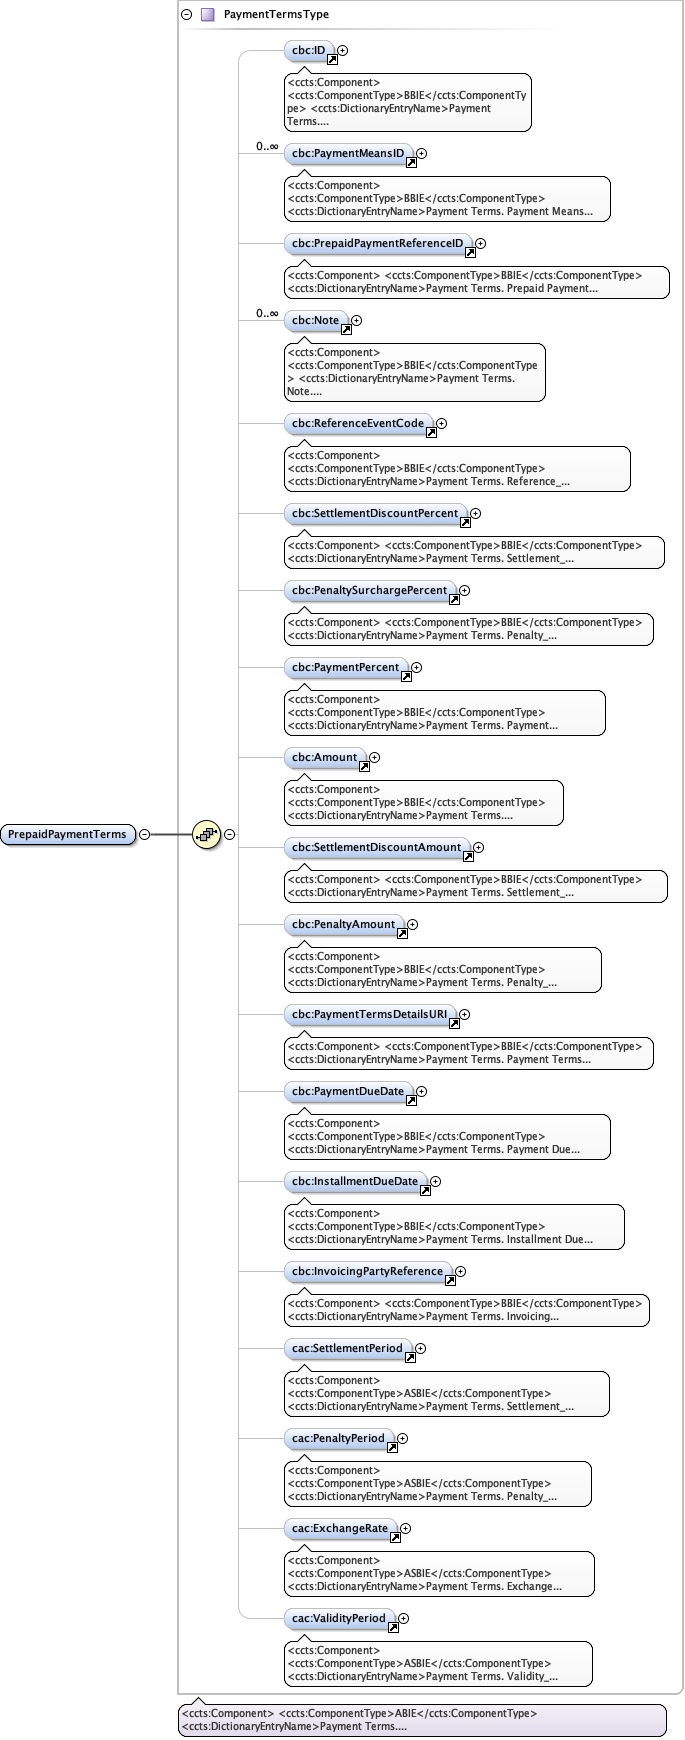 PaymentTermsType
cbc:ID
<ccts:Component>
<ccts:ComponentType>BBIE</ccts:ComponentTy
pe> <ccts:DictionaryEntryName>Payment
Terms....
0..∞
cbc:PaymentMeansID
<ccts:Component>
<ccts:ComponentType>BBIE</ccts:ComponentType>
<ccts:DictionaryEntryName>Payment Terms. Payment Means...
cbc:PrepaidPaymentReferenceID
<ccts:Component> <ccts:ComponentType>BBIE</ccts:ComponentType>
<ccts:DictionaryEntryName>Payment Terms. Prepaid Payment...
0..∞
cbc:Note
<ccts:Component>
<ccts:ComponentType>BBIE</ccts:ComponentType
> <ccts:DictionaryEntryName>Payment Terms.
Note....
cbc:ReferenceEventCode
<ccts:Component>
<ccts:ComponentType>BBIE</ccts:ComponentType>
<ccts:DictionaryEntryName>Payment Terms. Reference_...
cbc:SettlementDiscountPercent
<ccts:Component> <ccts:ComponentType>BBIE</ccts:ComponentType>
<ccts:DictionaryEntryName>Payment Terms. Settlement_...
cbc:PenaltySurchargePercent
<ccts:Component> <ccts:ComponentType>BBIE</ccts:ComponentType>
<ccts:DictionaryEntryName>Payment Terms. Penalty_...
cbc:PaymentPercent
<ccts:Component>
<ccts:ComponentType>BBIE</ccts:ComponentType>
<ccts:DictionaryEntryName>Payment Terms. Payment...
cbc:Amount
<ccts:Component>
<ccts:ComponentType>BBIE</ccts:ComponentType>
<ccts:DictionaryEntryName>Payment Terms....
PrepaidPaymentTerms
cbc:SettlementDiscountAmount
<ccts:Component> <ccts:ComponentType>BBIE</ccts:ComponentType>
<ccts:DictionaryEntryName>Payment Terms. Settlement_...
cbc:PenaltyAmount
<ccts:Component>
<ccts:ComponentType>BBIE</ccts:ComponentType>
<ccts:DictionaryEntryName>Payment Terms. Penalty_...
cbc:PaymentTermsDetailsURI
<ccts:Component> <ccts:ComponentType>BBIE</ccts:ComponentType>
<ccts:DictionaryEntryName>Payment Terms. Payment Terms...
cbc:PaymentDueDate
<ccts:Component>
<ccts:ComponentType>BBIE</ccts:ComponentType>
<ccts:DictionaryEntryName>Payment Terms. Payment Due...
cbc:InstallmentDueDate
<ccts:Component>
<ccts:ComponentType>BBIE</ccts:ComponentType>
<ccts:DictionaryEntryName>Payment Terms. Installment Due...
cbc:InvoicingPartyReference
<ccts:Component> <ccts:ComponentType>BBIE</ccts:ComponentType>
<ccts:DictionaryEntryName>Payment Terms. Invoicing...
cac:SettlementPeriod
<ccts:Component>
<ccts:ComponentType>ASBIE</ccts:ComponentType>
<ccts:DictionaryEntryName>Payment Terms. Settlement_...
cac:PenaltyPeriod
<ccts:Component>
<ccts:ComponentType>ASBIE</ccts:ComponentType>
<ccts:DictionaryEntryName>Payment Terms. Penalty_...
cac:ExchangeRate
<ccts:Component>
<ccts:ComponentType>ASBIE</ccts:ComponentType>
<ccts:DictionaryEntryName>Payment Terms. Exchange...
cac:ValidityPeriod
<ccts:Component>
<ccts:ComponentType>ASBIE</ccts:ComponentType>
<ccts:DictionaryEntryName>Payment Terms. Validity_...
<ccts:Component> <ccts:ComponentType>ABIE</ccts:ComponentType>
<ccts:DictionaryEntryName>Payment Terms....